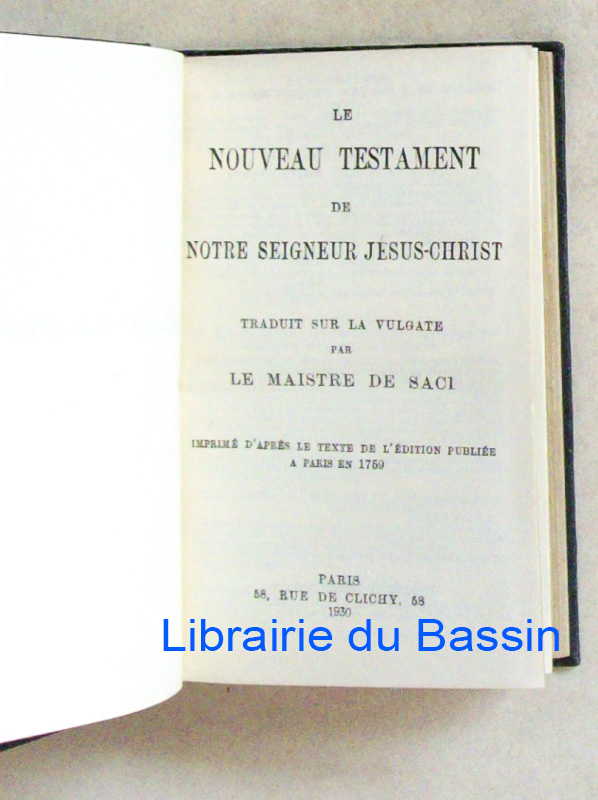 LE
NOUVEAU TESTAMENT
DE
NOTRE SEIGNEUR JÉSUS-CHRIST
TRADUIT SUR LA VULGATE
PAR
LE MAISTRE DE SACI
IMPRIMÉ D'APRÈS LE TEXTE DE L'ÉDITION PUBLIÉE
A PARIS EN 1759
PARIS
58, RUE DE CLICHY, 58
1930
Librairie du Bassin